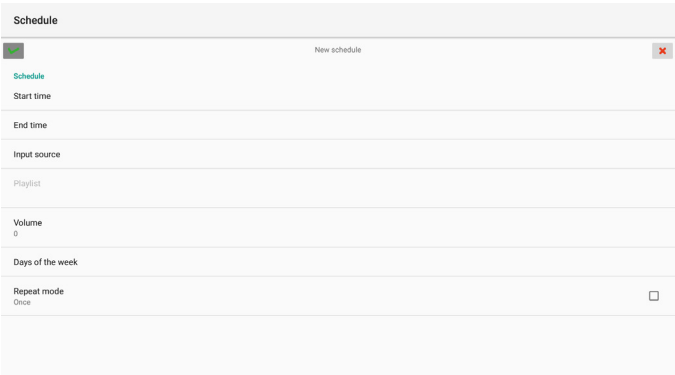 Schedule
New schedule
Schedule
Start time
End time
Input source
Playlist
Volume
0
Days of the week
Repeat mode
Once